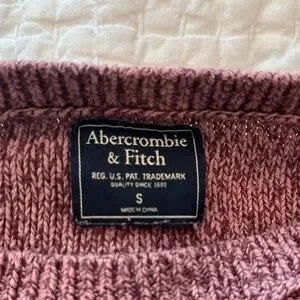 Abercrombie
& Fitch
REG. U.S. PAT. TRADEMARK
QUALITY SINCE 1892
S
MADE IN CHINA